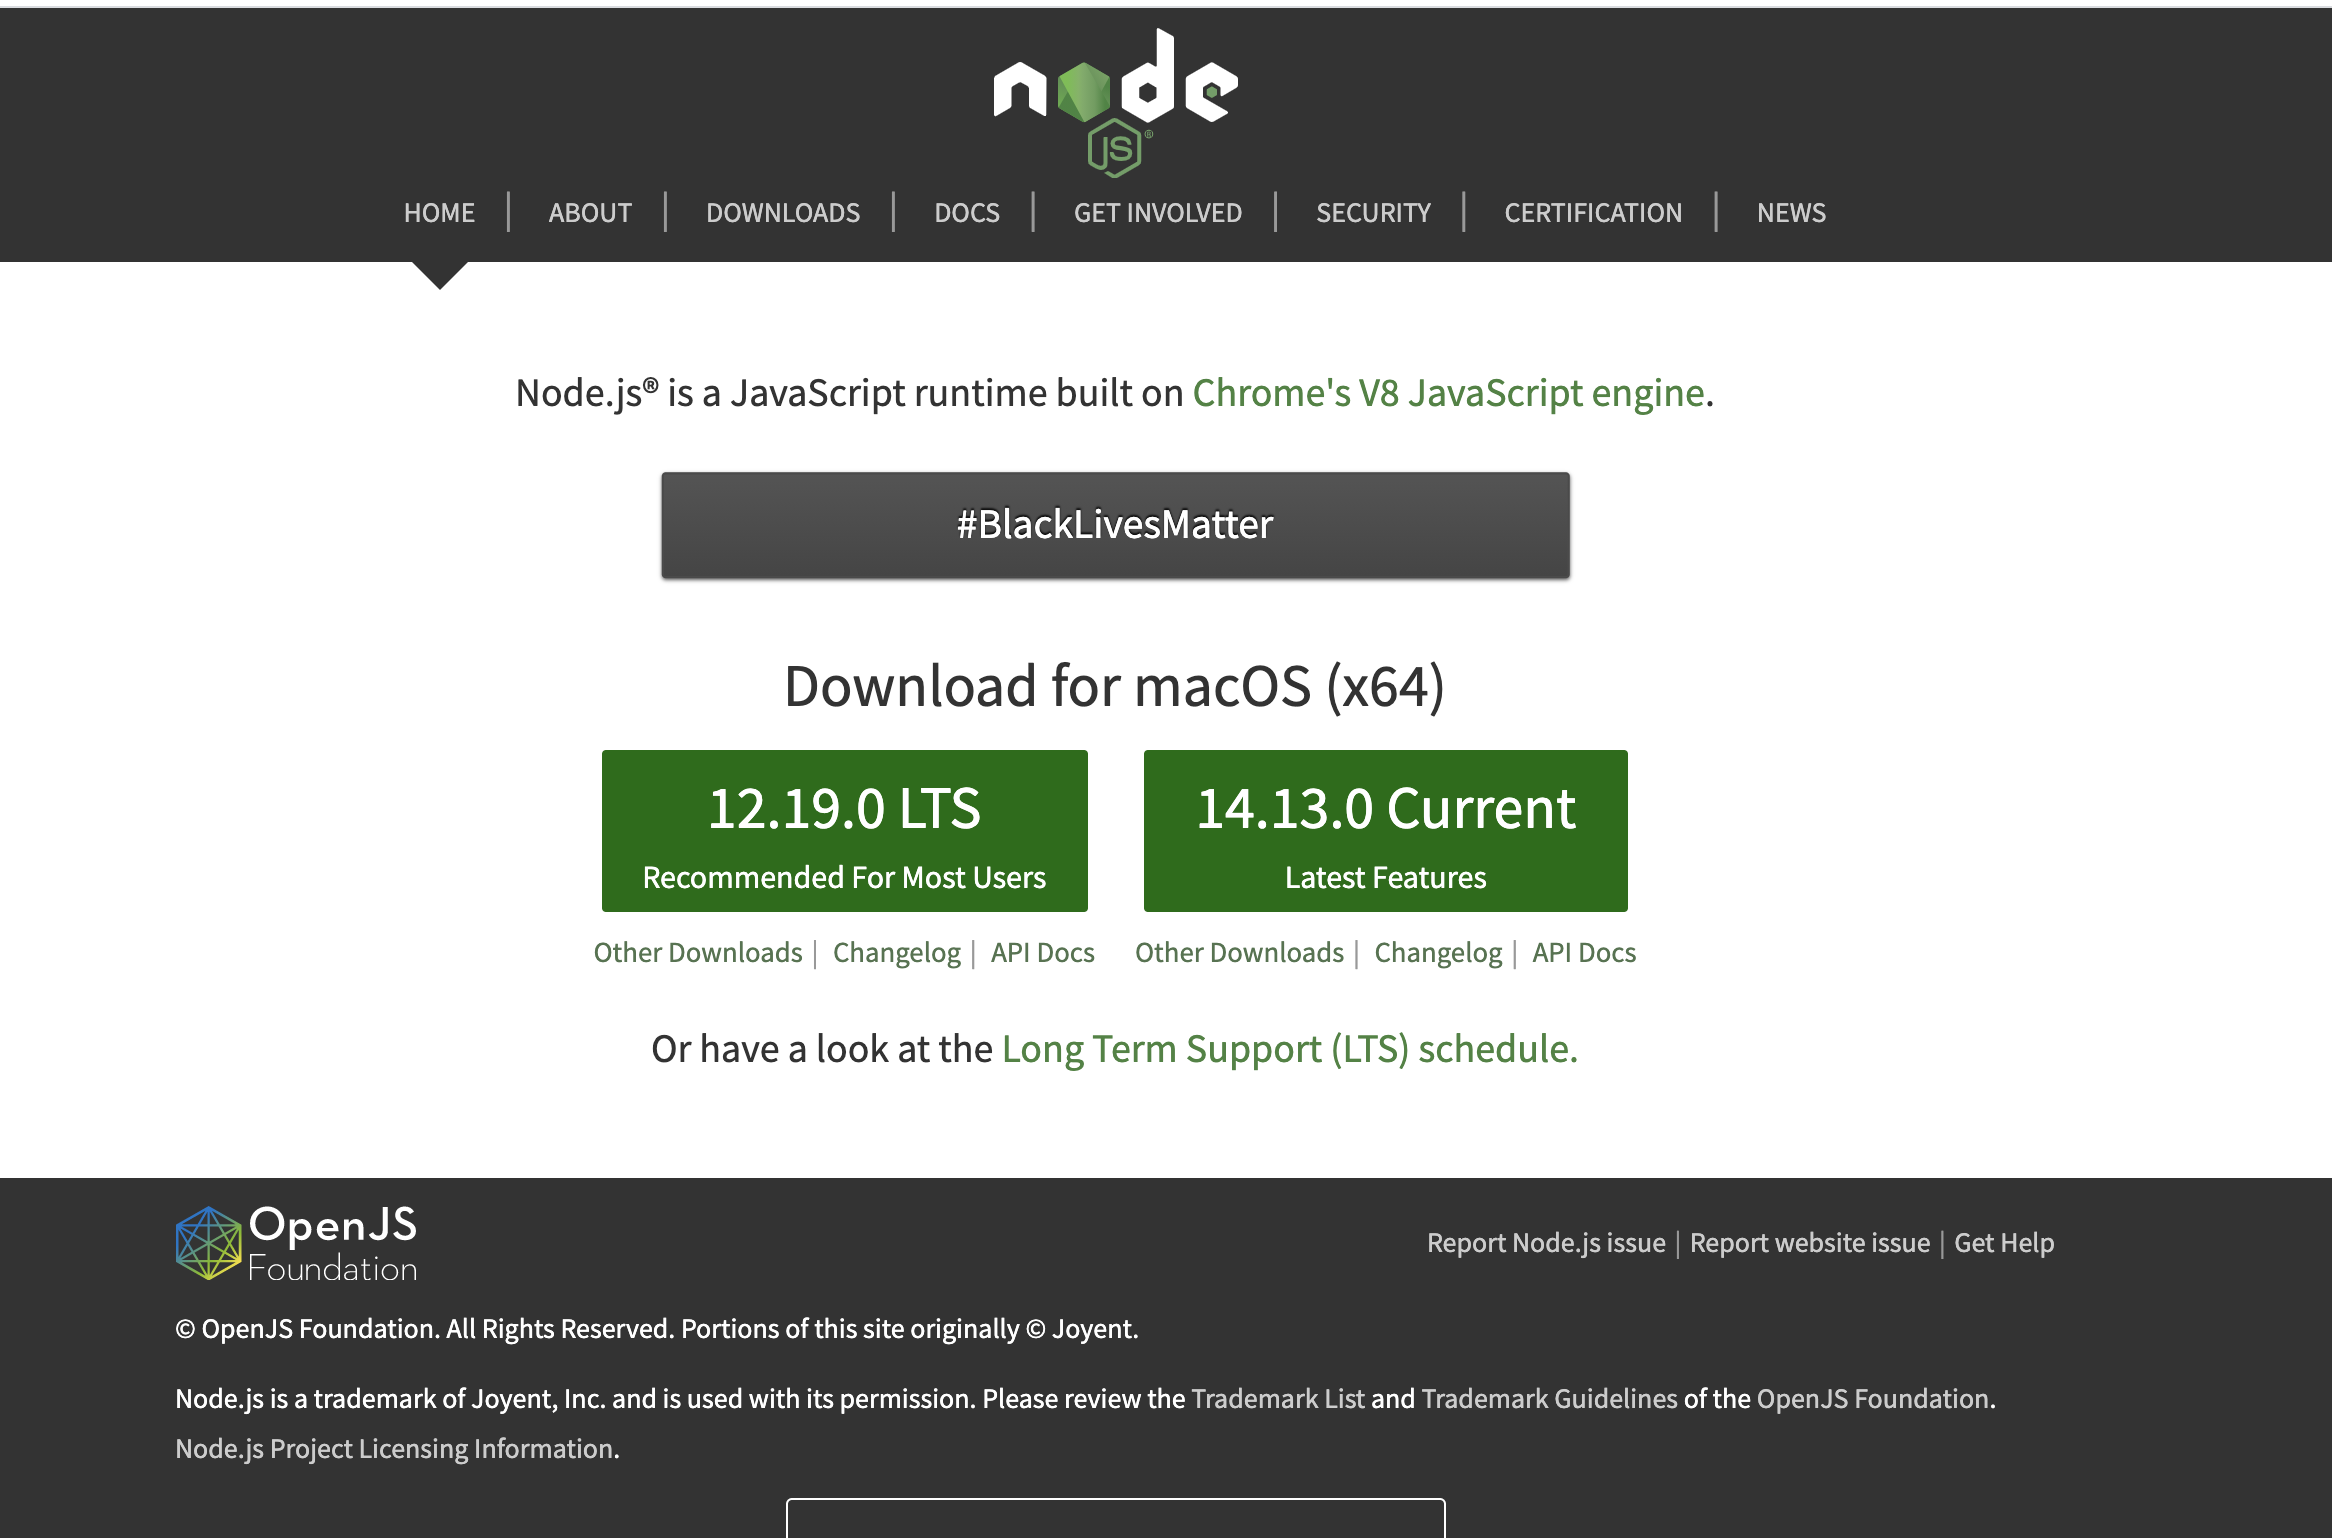 node
JS®
HOME | ABOUT | DOWNLOADS | DOCS | GET INVOLVED | SECURITY | CERTIFICATION | NEWS
Node.js® is a JavaScript runtime built on Chrome's V8 JavaScript engine.
#BlackLivesMatter
Download for macOS (x64)
12.19.0 LTS
Recommended For Most Users
14.13.0 Current
Latest Features
Other Downloads | Changelog | API Docs
Other Downloads | Changelog | API Docs
Or have a look at the Long Term Support (LTS) schedule.
OpenJS
Foundation
Report Node.js issue | Report website issue | Get Help
© OpenJS Foundation. All Rights Reserved. Portions of this site originally © Joyent.
Node.js is a trademark of Joyent, Inc. and is used with its permission. Please review the Trademark List and Trademark Guidelines of the OpenJS Foundation.
Node.js Project Licensing Information.